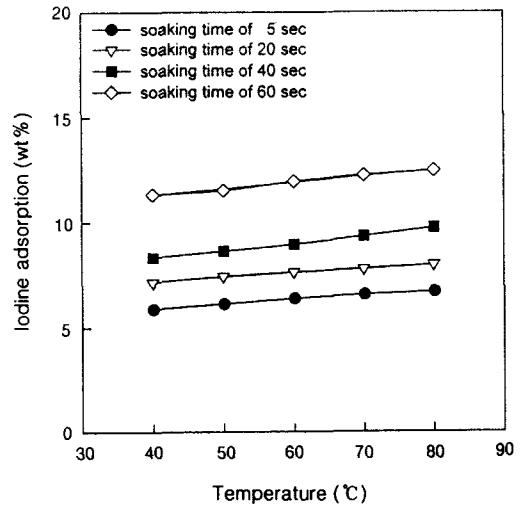 20
soaking time of 5 sec
soaking time of 20 sec
soaking time of 40 sec
soaking time of 60 sec
15
10
5
0
Iodine adsorption (wt%)
30 40 50 60 70 80 90
Temperature (℃)